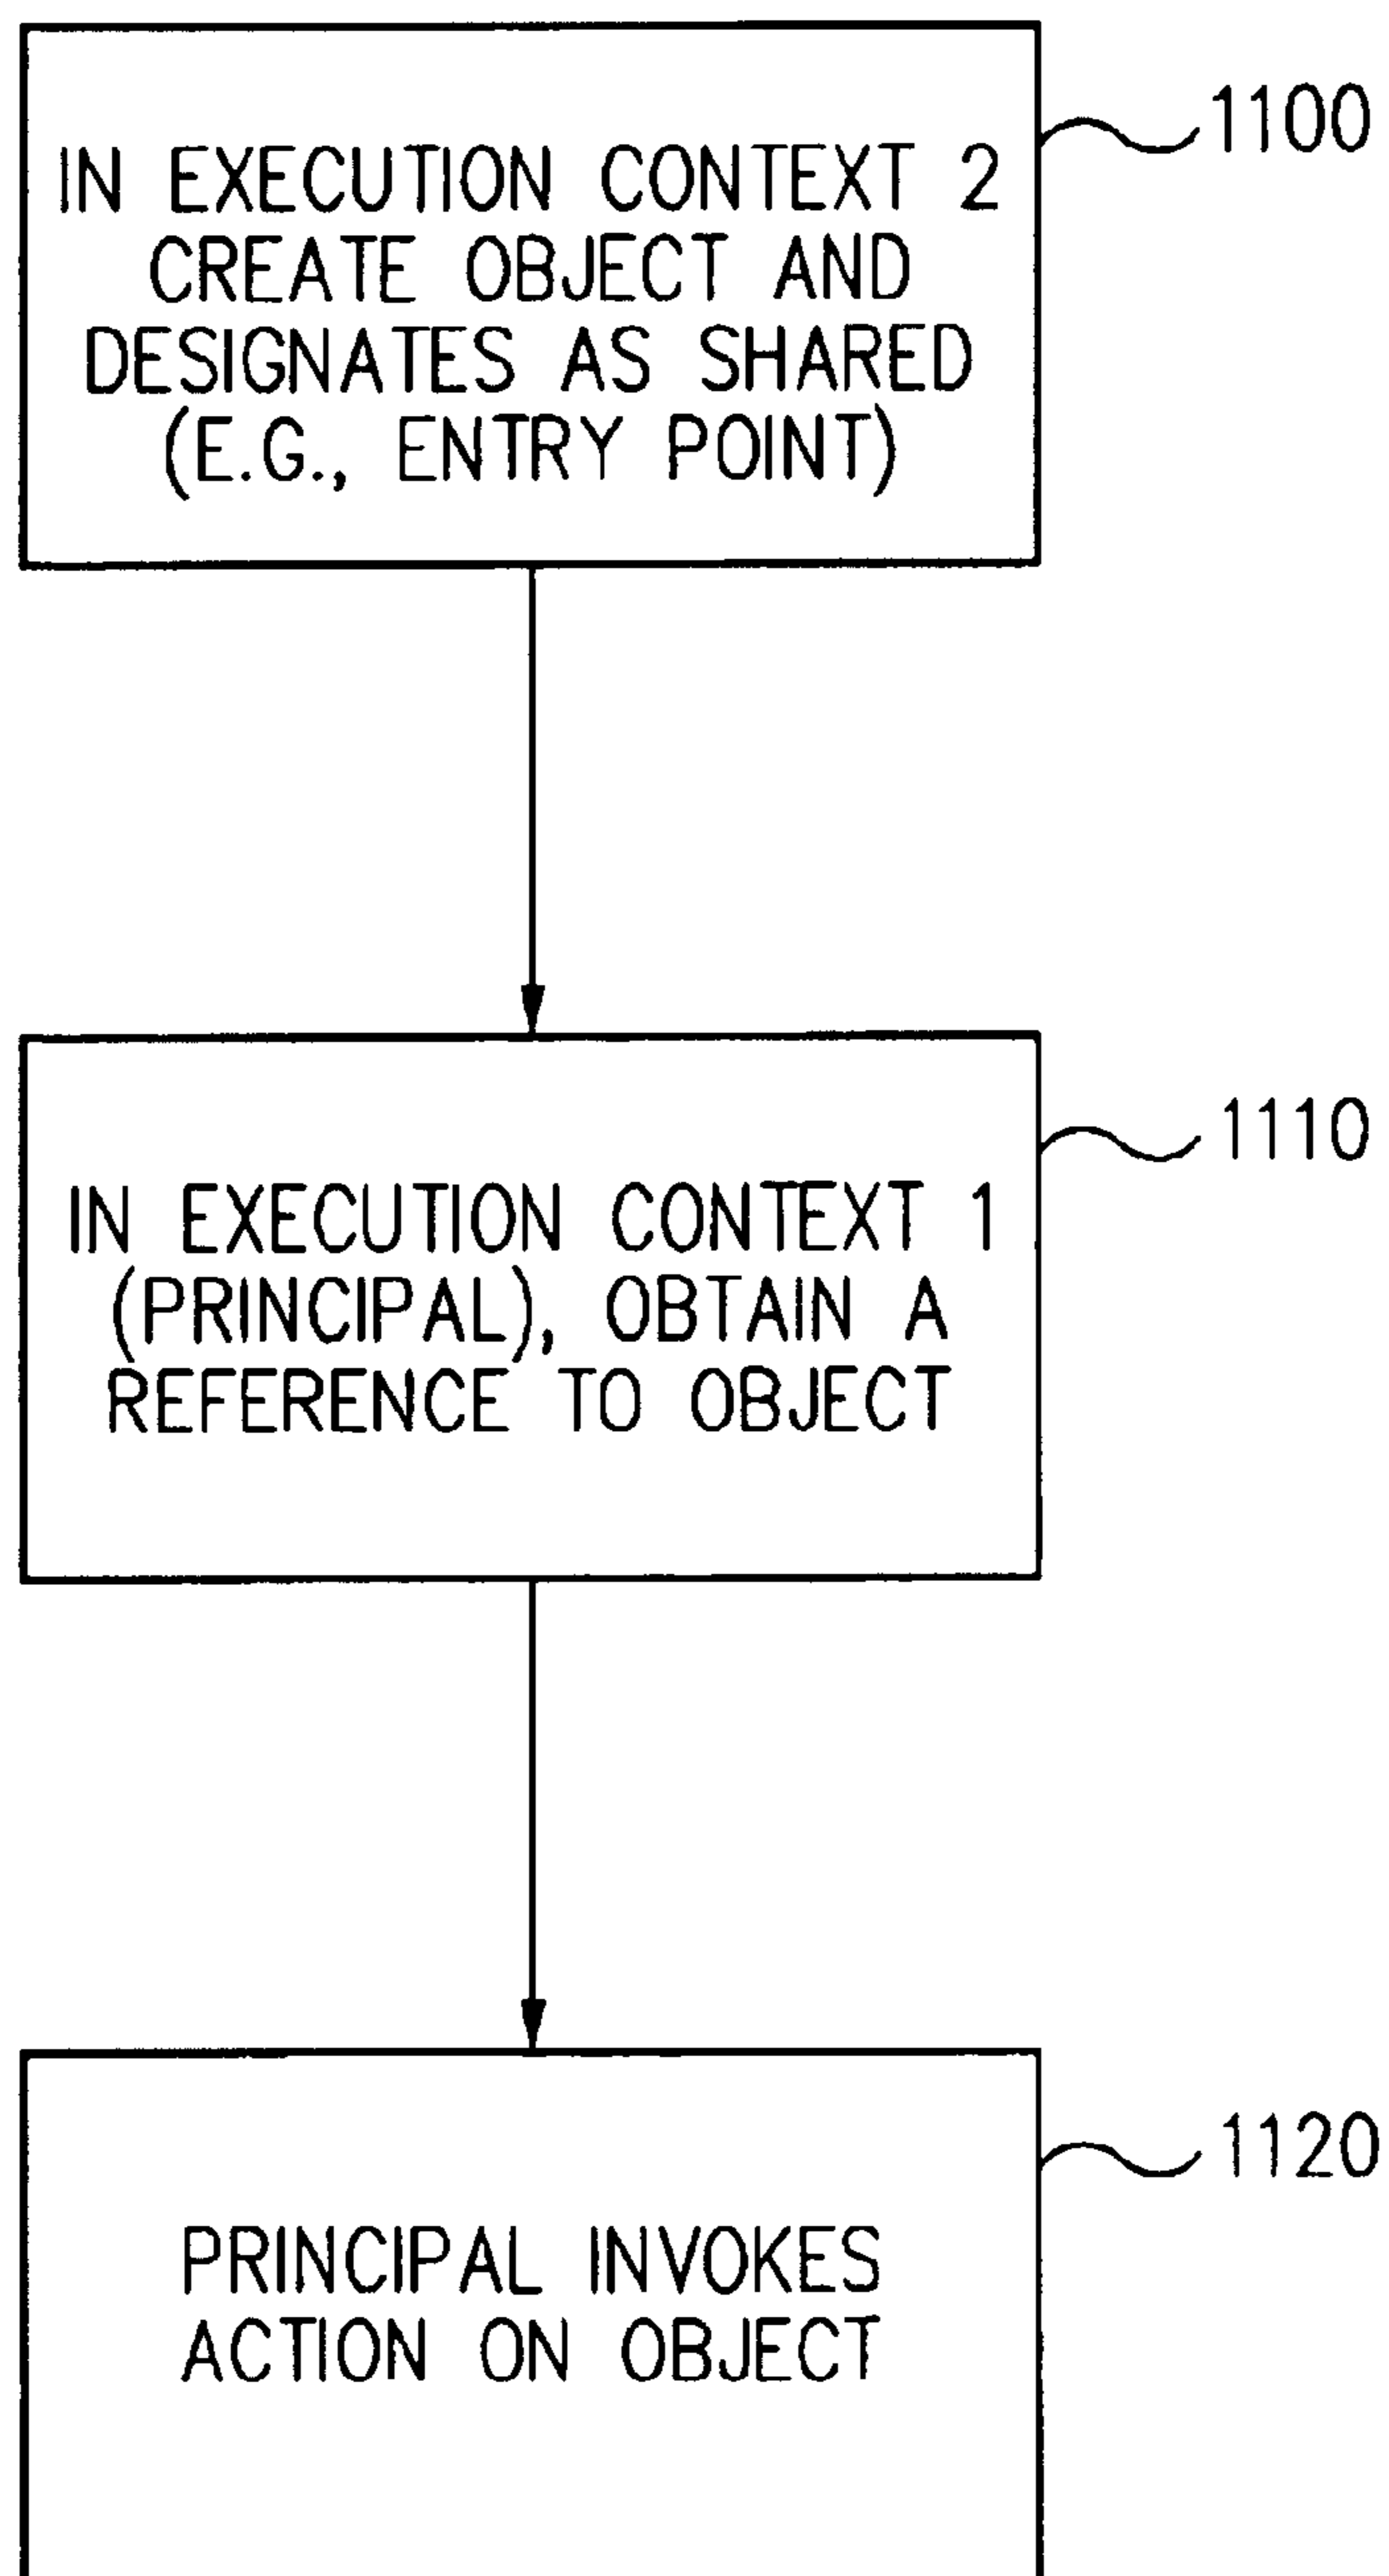 IN EXECUTION CONTEXT 2
CREATE OBJECT AND
DESIGNATES AS SHARED
(E.G., ENTRY POINT)
1100
IN EXECUTION CONTEXT 1
(PRINCIPAL), OBTAIN A
REFERENCE TO OBJECT
1110
PRINCIPAL INVOKES
ACTION ON OBJECT
1120